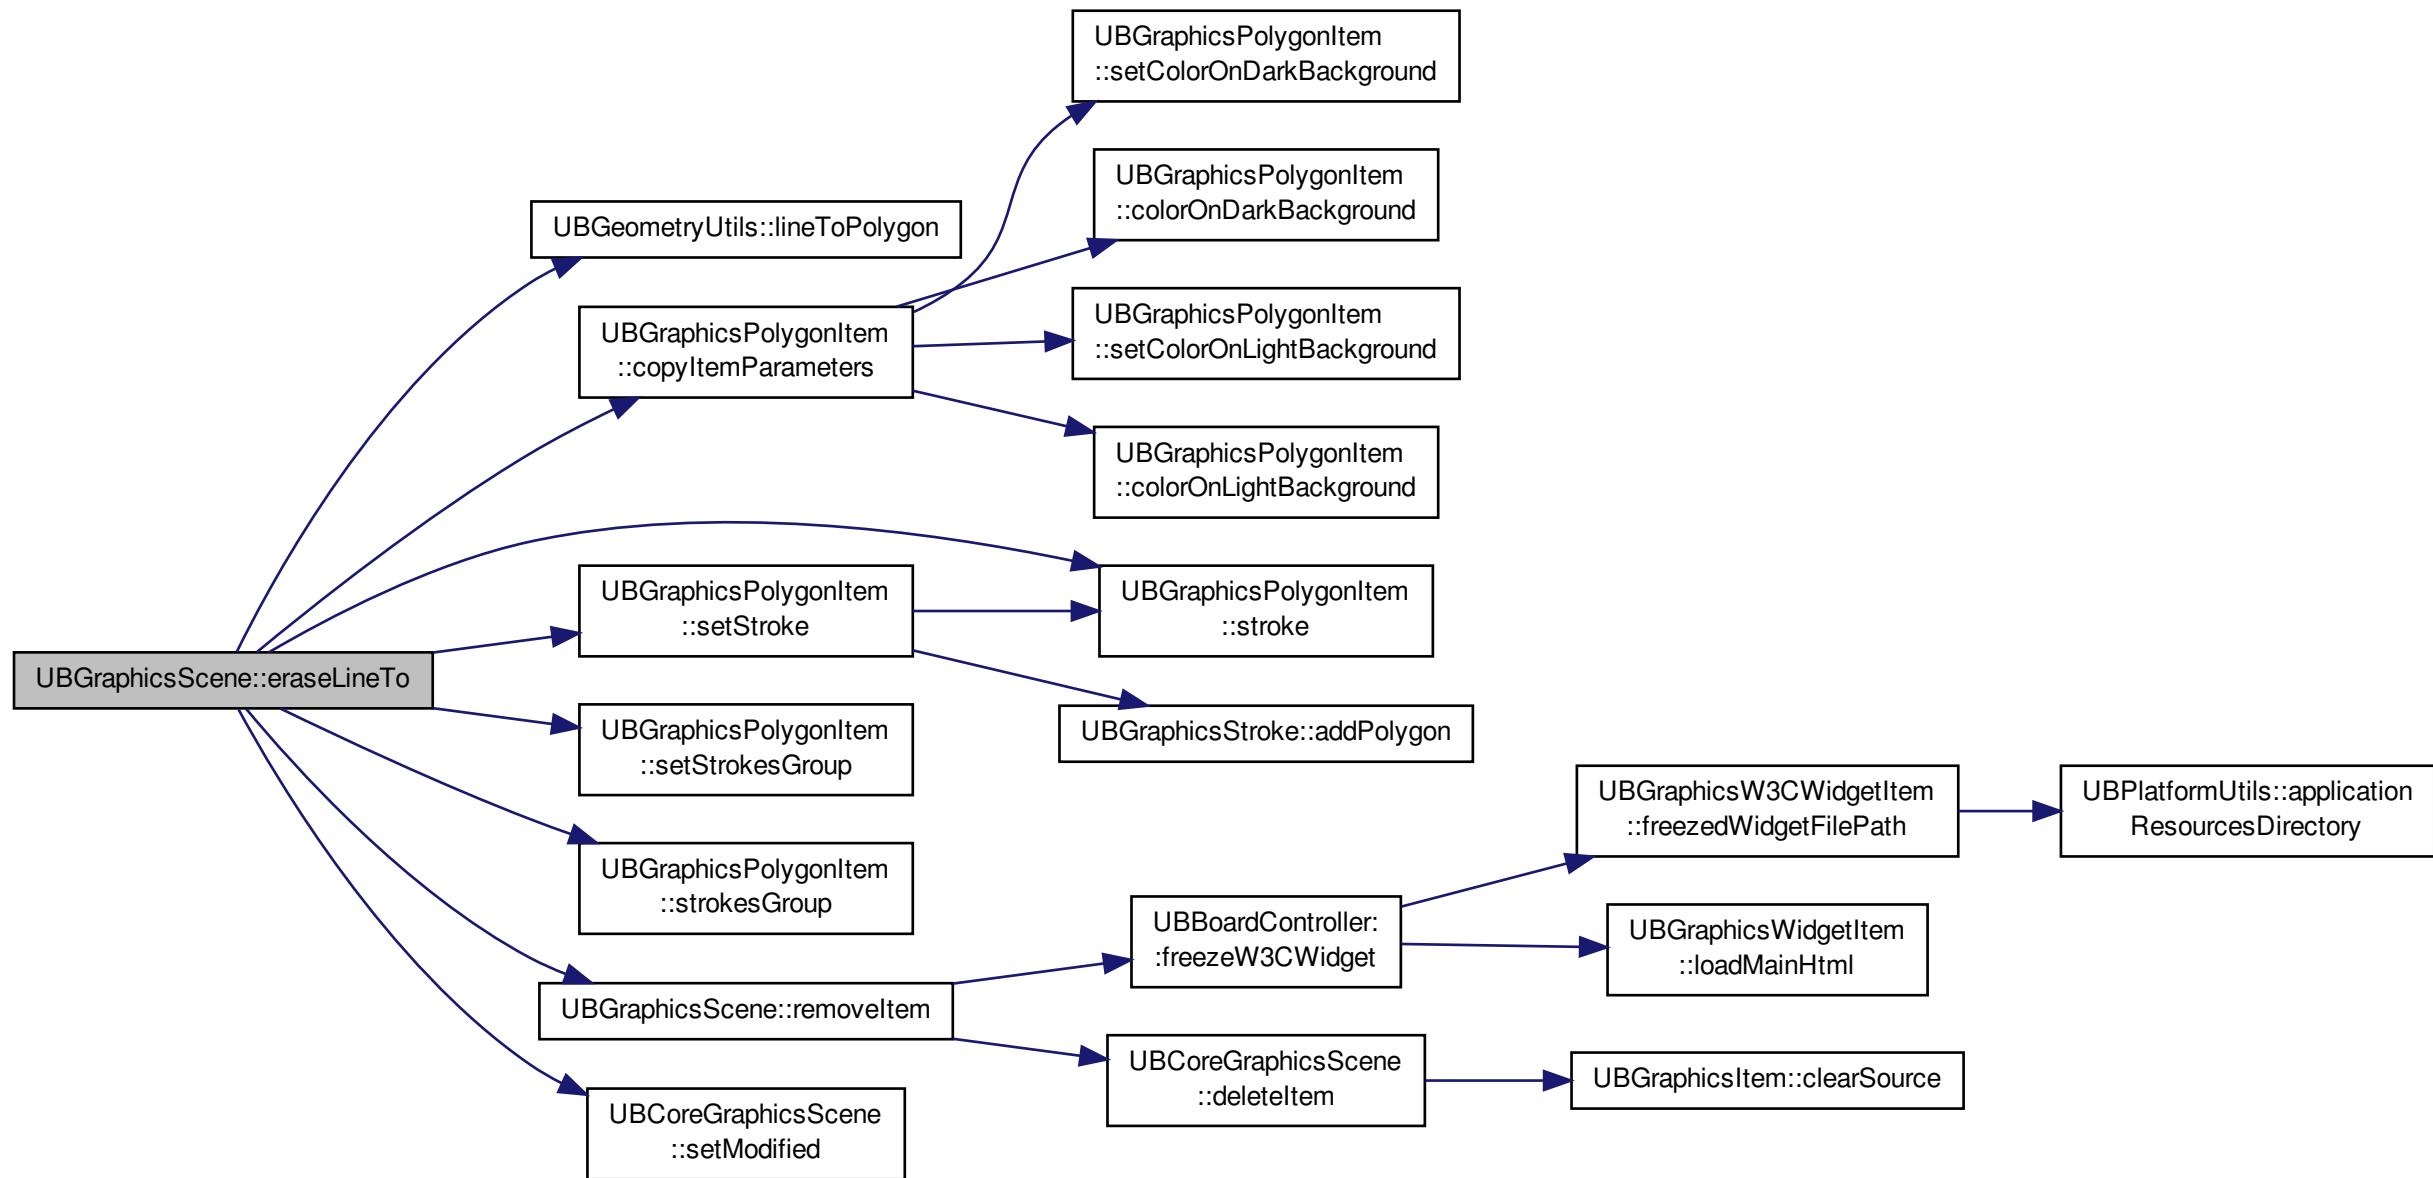 UBGraphicsScene::eraseLineTo
UBGeometryUtils::lineToPolygon
UBGraphicsPolygonItem
::copyItemParameters
UBGraphicsPolygonItem
::setStroke
UBGraphicsPolygonItem
::setStrokesGroup
UBGraphicsPolygonItem
::strokesGroup
UBGraphicsScene::removeItem
UBCoreGraphicsScene
::setModified
UBGraphicsPolygonItem
::setColorOnDarkBackground
UBGraphicsPolygonItem
::colorOnDarkBackground
UBGraphicsPolygonItem
::setColorOnLightBackground
UBGraphicsPolygonItem
::colorOnLightBackground
UBGraphicsPolygonItem
::stroke
UBGraphicsStroke::addPolygon
UBBoardController:
:freezeW3CWidget
UBCoreGraphicsScene
::deleteItem
UBGraphicsW3CWidgetItem
::freezedWidgetFilePath
UBGraphicsWidgetItem
::loadMainHtml
UBGraphicsItem::clearSource
UBPlatformUtils::application
ResourcesDirectory